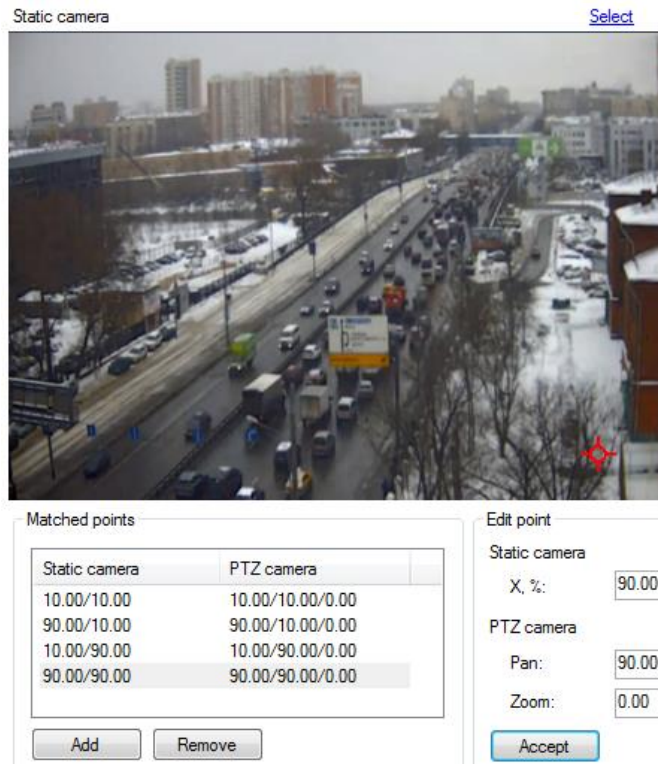 Static camera Select
Matched points
Static camera PTZ camera
10.00/10.00 10.00/10.00/0.00
90.00/10.00 90.00/10.00/0.00
10.00/90.00 10.00/90.00/0.00
90.00/90.00 90.00/90.00/0.00
Add Remove
Edit point
Static camera
X, %: 90.00
PTZ camera
Pan: 90.00
Zoom: 0.00
Accept